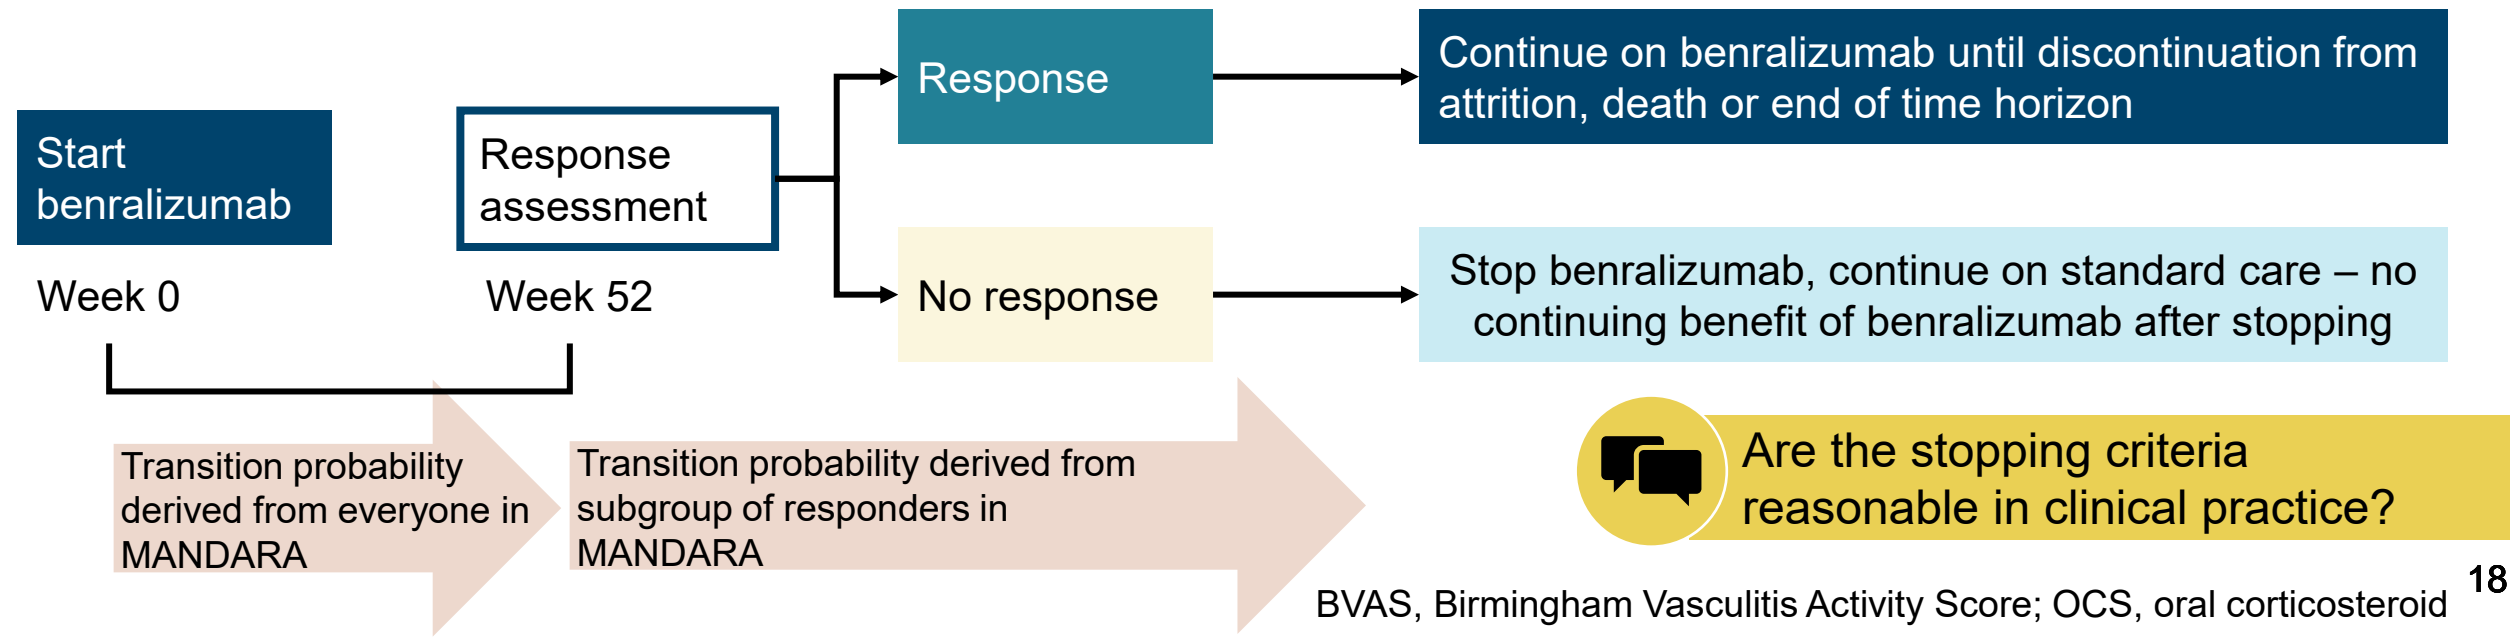 Start
benralizumab
Week 0
Response
assessment
Week 52
Response
Continue on benralizumab until discontinuation from
attrition, death or end of time horizon
No response
Stop benralizumab, continue on standard care – no
continuing benefit of benralizumab after stopping
Transition probability
derived from everyone in
MANDARA
Transition probability derived from
subgroup of responders in
MANDARA
Are the stopping criteria
reasonable in clinical practice?
BVAS, Birmingham Vasculitis Activity Score; OCS, oral corticosteroid
18